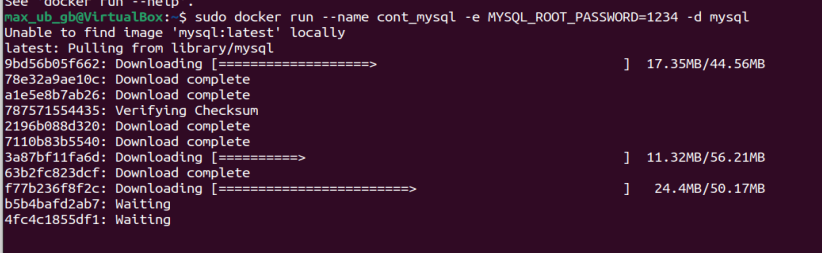 See 'docker run --help'.
max_ub_gb@VirtualBox:~$ sudo docker run --name cont_mysql -e MYSQL_ROOT_PASSWORD=1234 -d mysql
Unable to find image 'mysql:latest' locally
latest: Pulling from library/mysql
9bd56b05f662: Downloading [===================>                               ]  17.35MB/44.56MB
78e32a9ae10c: Download complete
a1e5e8b7ab26: Download complete
787571554435: Verifying Checksum
2196b088d320: Download complete
7110b83b5540: Download complete
3a87bf11fa6d: Downloading [==========>                                        ]  11.32MB/56.21MB
63b2fc823dcf: Download complete
f77b236f8f2c: Downloading [========================>                          ]   24.4MB/50.17MB
b5b4bafd2ab7: Waiting
4fc4c1855df1: Waiting